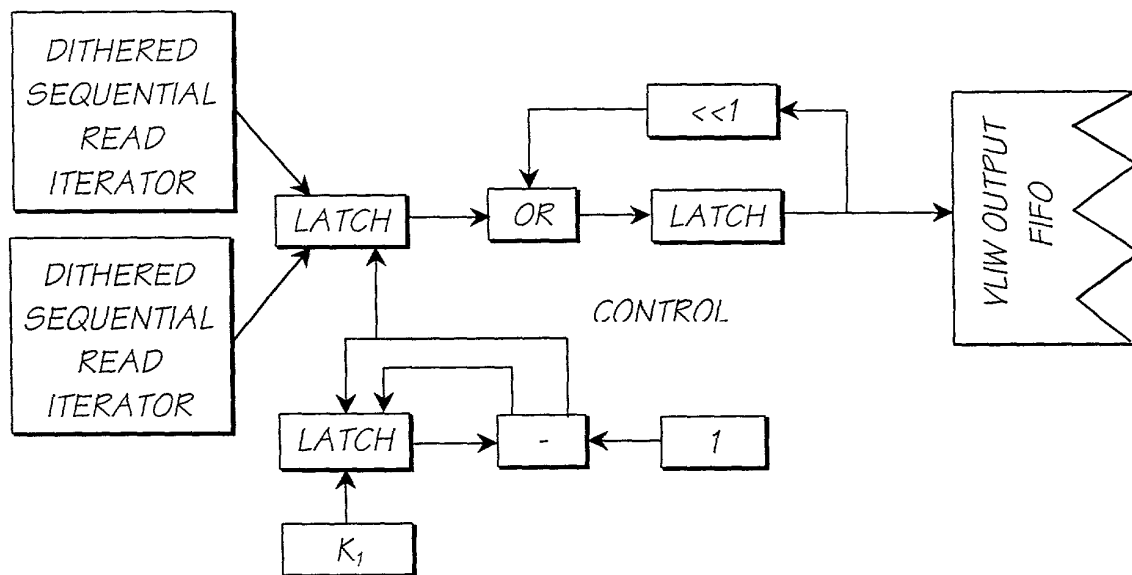 DITHERED
SEQUENTIAL
READ
ITERATOR
DITHERED
SEQUENTIAL
READ
ITERATOR
LATCH
OR
<<1
LATCH
VLIW OUTPUT
FIFO
CONTROL
LATCH
-
1
K₁